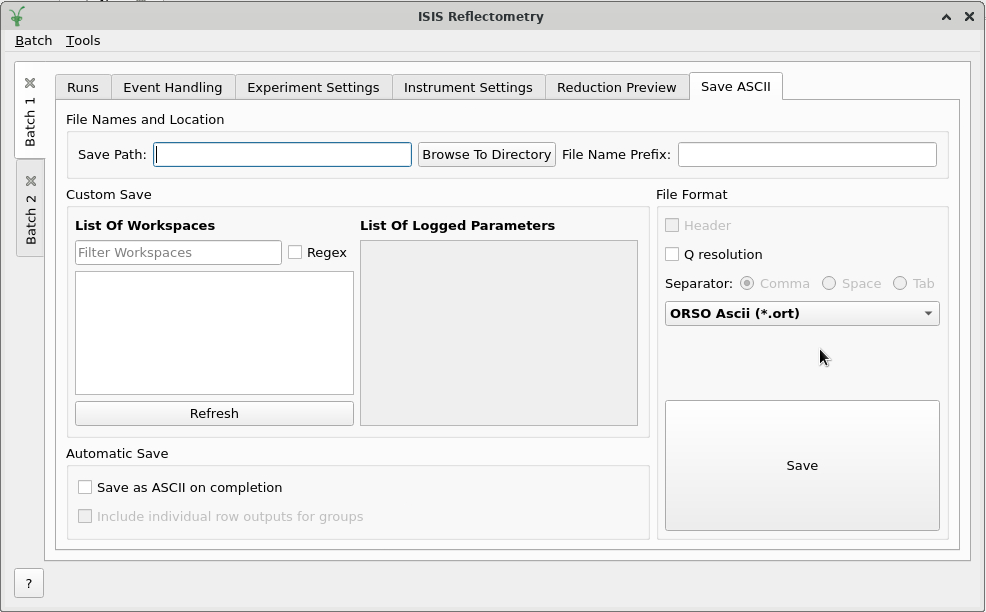 ISIS Reflectometry
Batch Tools
Batch 1
Batch 2
Runs Event Handling Experiment Settings Instrument Settings Reduction Preview Save ASCII
File Names and Location
Save Path: Browse To Directory File Name Prefix:
Custom Save
List Of Workspaces List Of Logged Parameters
Filter Workspaces Regex
Refresh
Automatic Save
Save as ASCII on completion
Include individual row outputs for groups
File Format
Header
Q resolution
Separator: Comma Space Tab
ORSO Ascii (*.ort)
Save
?